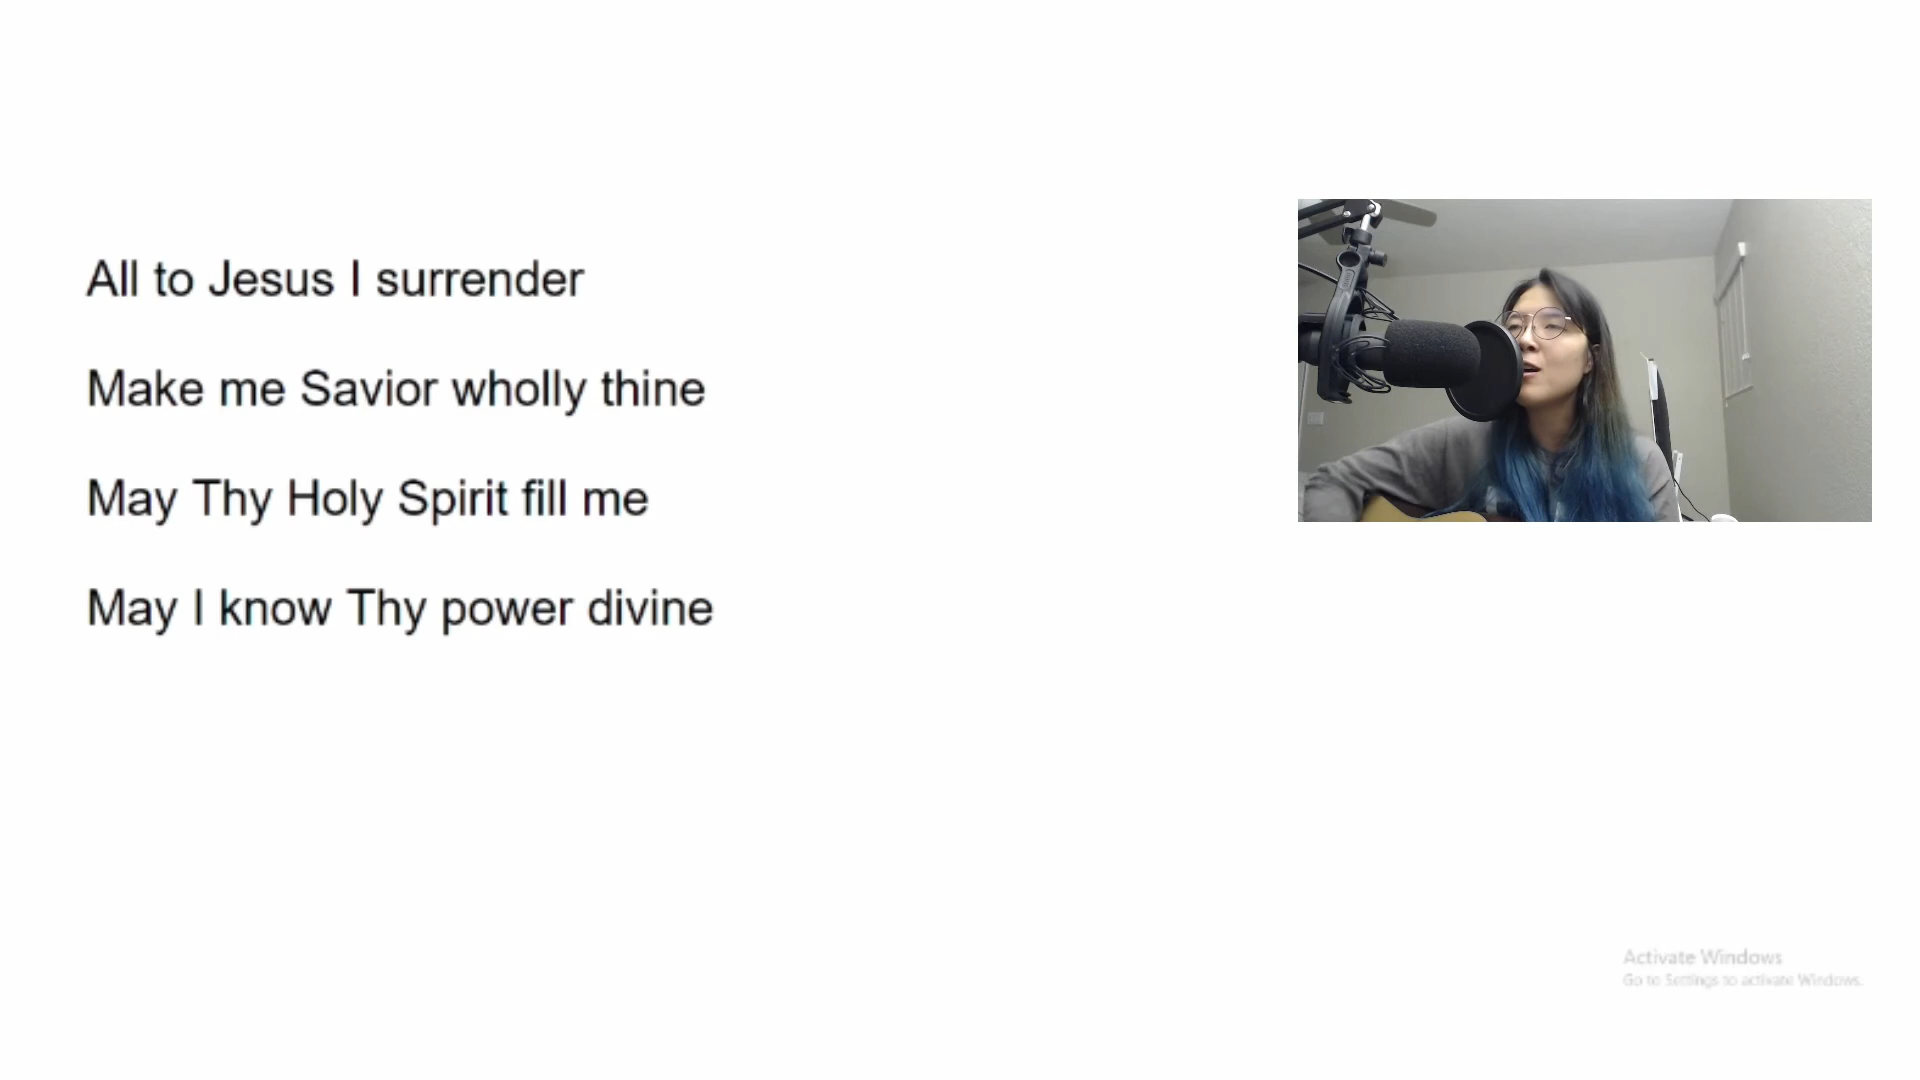 All to Jesus I surrender
Make me Savior wholly thine
May Thy Holy Spirit fill me
May I know Thy power divine
Activate Windows
Go to Settings to activate Windows.